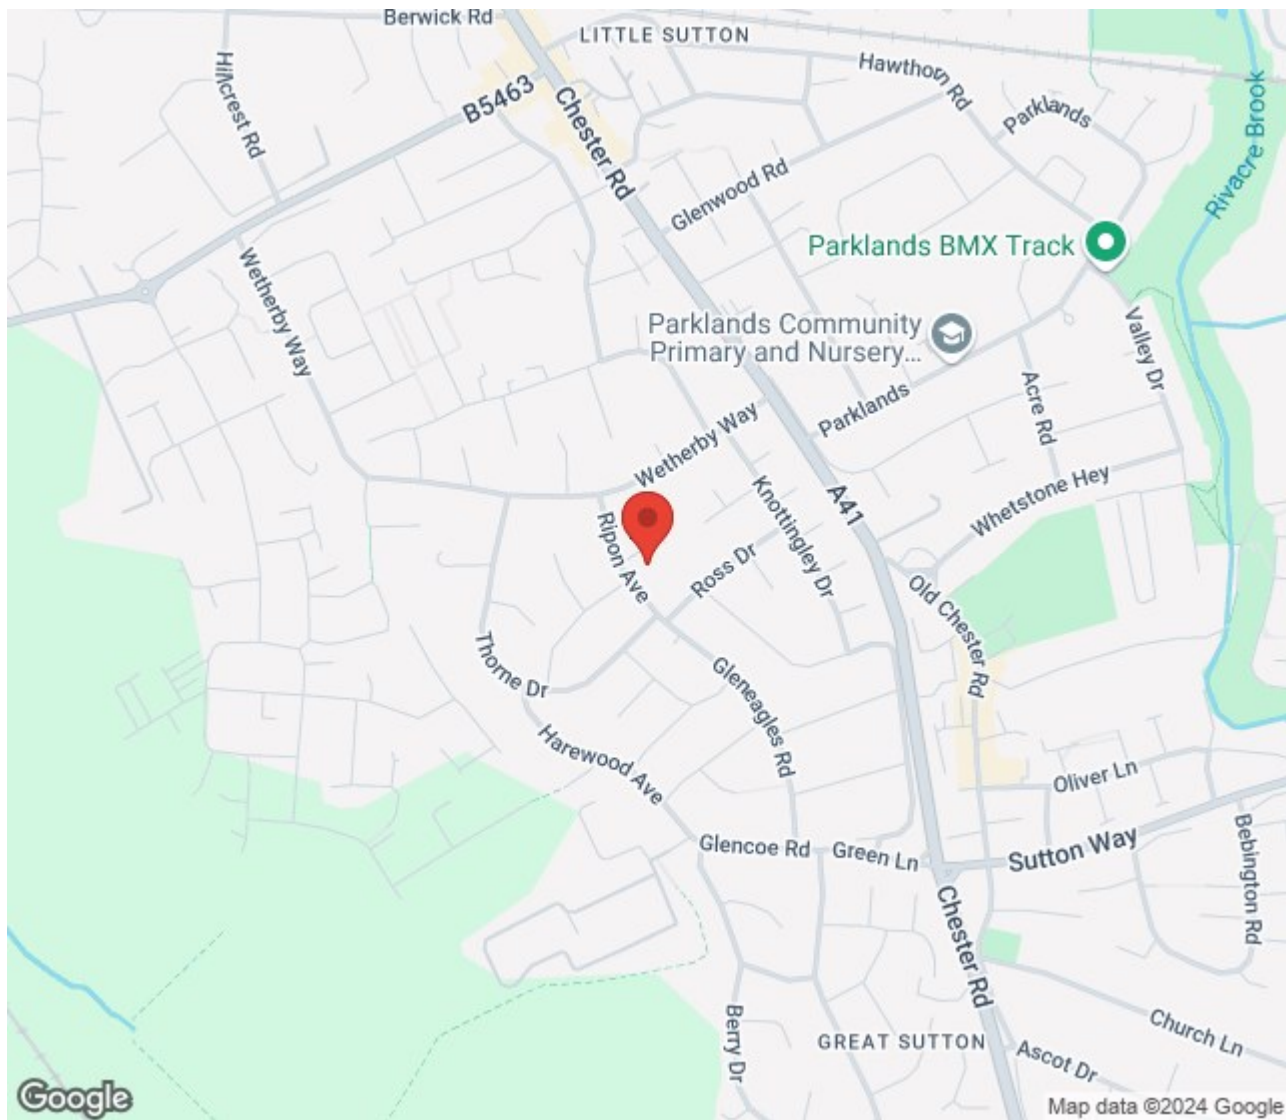 Berwick Rd
LITTLE SUTTON
Hillcrest Rd
B5463
Chester Rd
Hawthorn Rd
Parklands
Rivacre Brook
Glenwood Rd
Wetherby Way
Parklands BMX Track
Parklands Community
Primary and Nursery...
Valley Dr
Acre Rd
Parklands
Wetherby Way
Knottingley Dr
A41
Whetstone Hey
Ripon Ave
Ross Dr
Old Chester Rd
Thorne Dr
Gleneagles Rd
Harewood Ave
Oliver Ln
Glencoe Rd
Green Ln
Sutton Way
Bebington Rd
Chester Rd
Berry Dr
GREAT SUTTON
Church Ln
Ascot Dr
Google
Map data ©2024 Google